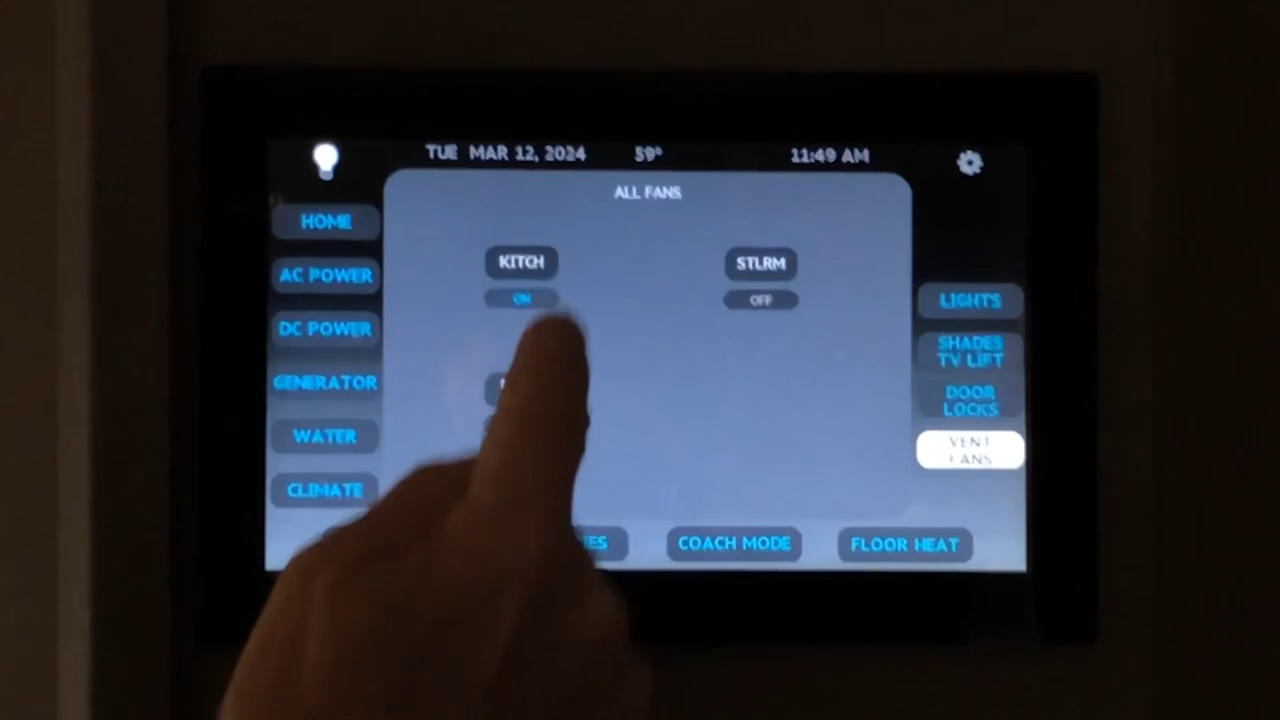 TUE MAR 12, 2024 59° 11:49 AM
ALL FANS
HOME
AC POWER
DC POWER
GENERATOR
WATER
CLIMATE
KITCH
ON
STLRM
OFF
LIGHTS
SHADES
TV LIFT
DOOR
LOCKS
VENT
FANS
IES
COACH MODE
FLOOR HEAT